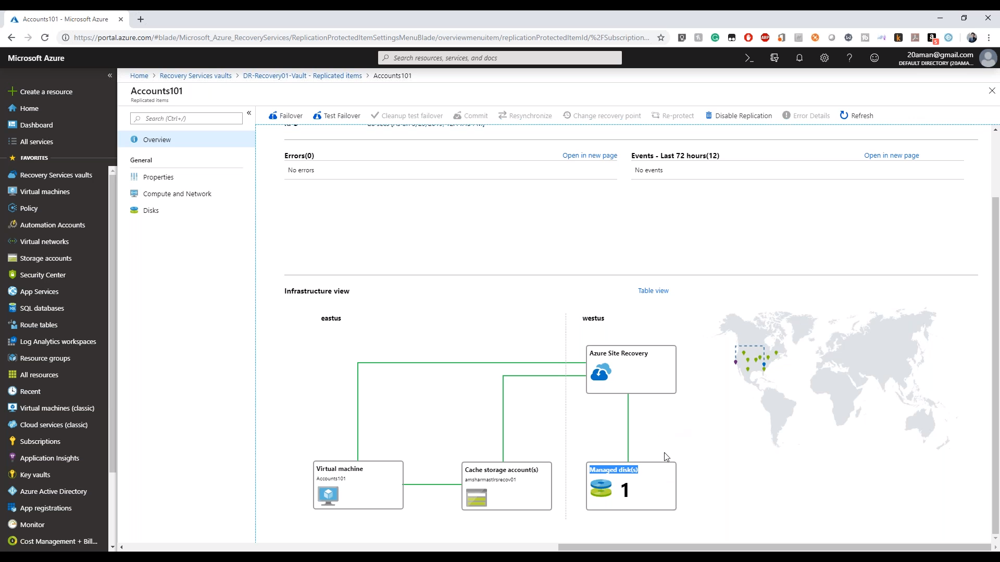 Accounts101 - Microsoft Azure
https://portal.azure.com/#blade/Microsoft_Azure_RecoveryServices/ReplicationProtectedItemSettingsMenuBlade/overviewmenuitem/replicationProtectedItemId/%2FSubscription...
ABP
5
Microsoft Azure
Search resources, services, and docs
20aman@gmail.com
DEFAULT DIRECTORY (20AMA...
Home > Recovery Services vaults > DR-Recovery01-Vault - Replicated items > Accounts101
Accounts101
Replicated items
Create a resource
Home
Dashboard
All services
FAVORITES
Recovery Services vaults
Virtual machines
Policy
Automation Accounts
Virtual networks
Storage accounts
Security Center
App Services
SQL databases
Route tables
Log Analytics workspaces
Resource groups
All resources
Recent
Virtual machines (classic)
Cloud services (classic)
Subscriptions
Application Insights
Key vaults
Azure Active Directory
App registrations
Monitor
Cost Management + Bill...
Search (Ctrl+/)
Overview
General
Properties
Compute and Network
Disks
Failover
Test Failover
Cleanup test failover
Commit
Resynchronize
Change recovery point
Re-protect
Disable Replication
Error Details
Refresh
Errors(0)
Open in new page
No errors
Events - Last 72 hours(12)
Open in new page
No events
Infrastructure view
Table view
eastus
westus
Azure Site Recovery
Virtual machine
Accounts101
Cache storage account(s)
amsharmastlrsrecov01
Managed disk(s)
1